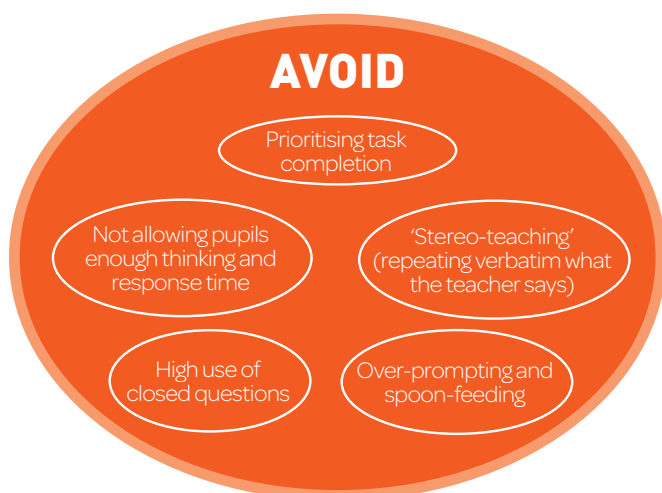 AVOID
Prioritising task
completion
Not allowing pupils
enough thinking and
response time
‘Stereo-teaching’
(repeating verbatim what
the teacher says)
High use of
closed questions
Over-prompting and
spoon-feeding